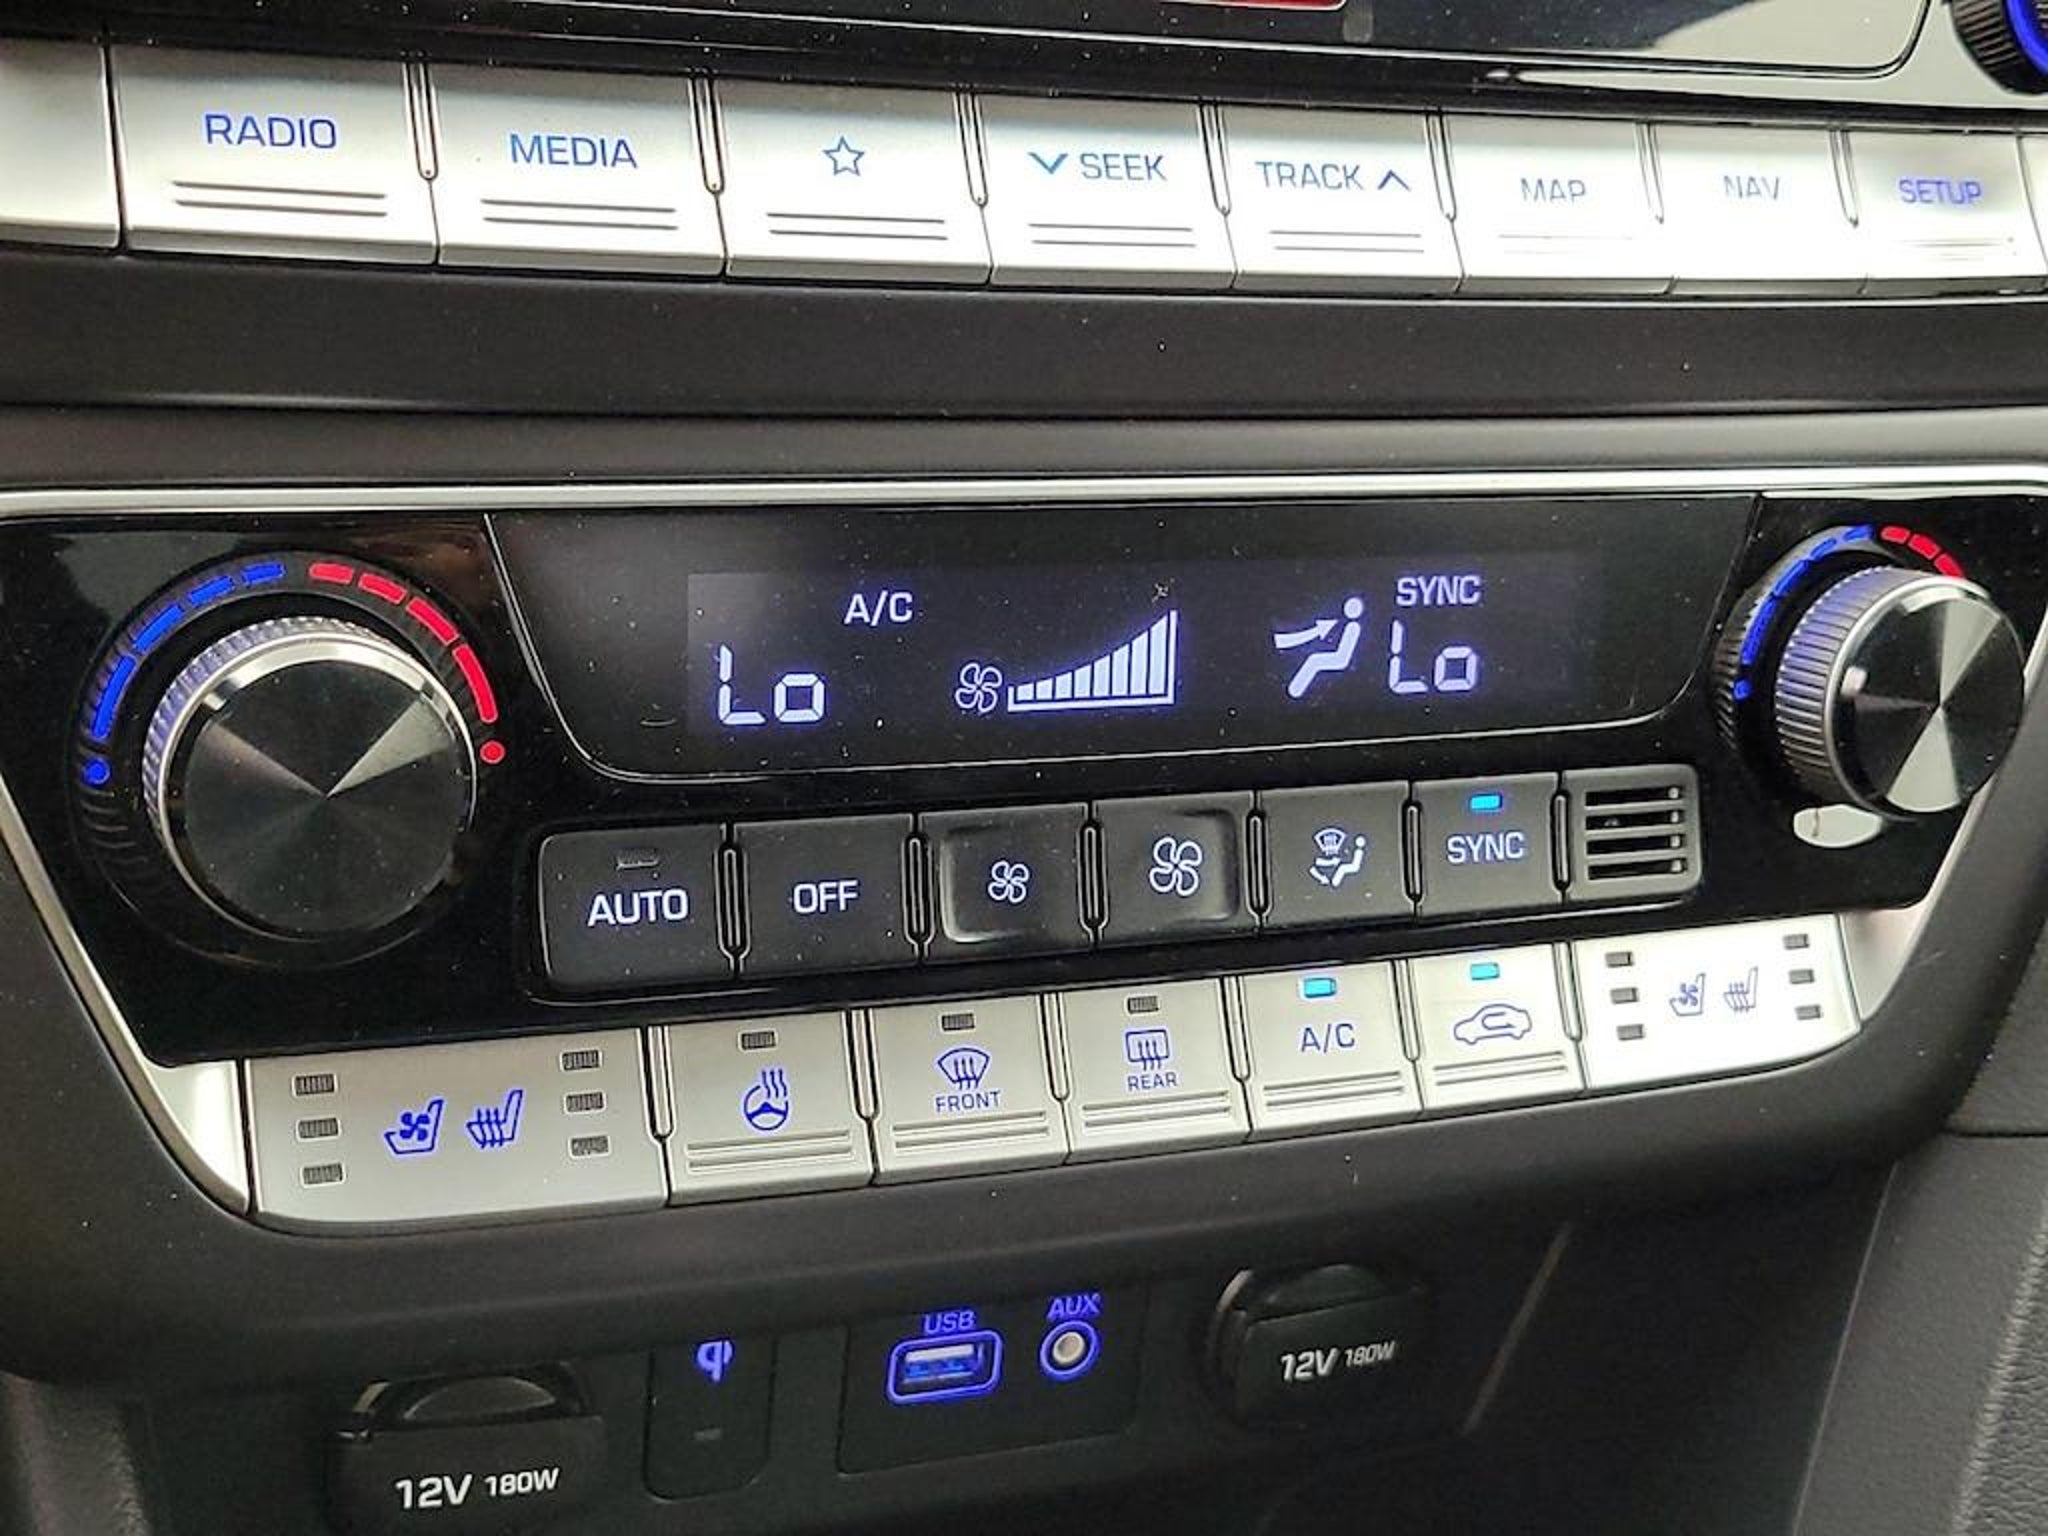 RADIO
MEDIA
SEEK
TRACK
MAP
NAV
SETUP
A/C
SYNC
Lo
Lo
AUTO
OFF
SYNC
FRONT
REAR
A/C
USB
AUX
12V 180W
12V 180W